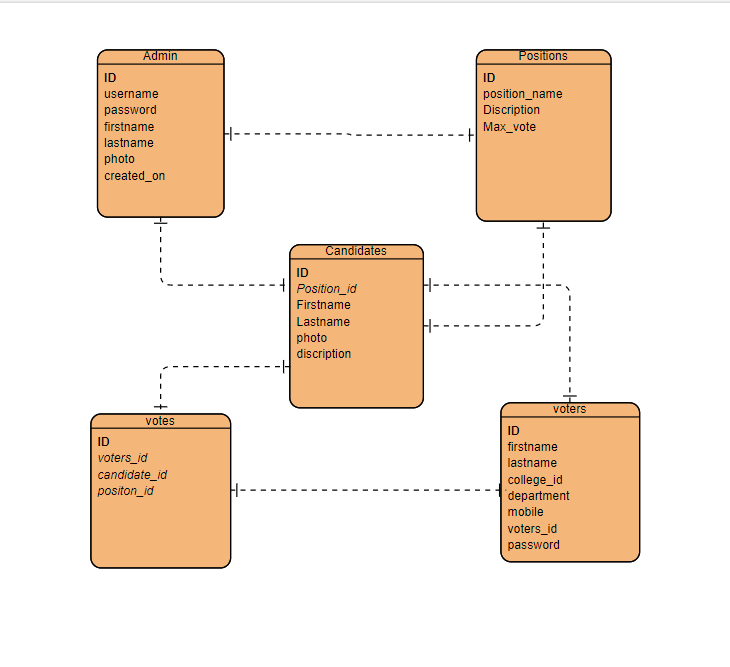 Admin
ID
username
password
firstname
lastname
photo
created_on
Positions
ID
position_name
Discription
Max_vote
Candidates
ID
Position_id
Firstname
Lastname
photo
discription
votes
ID
voters_id
candidate_id
positon_id
voters
ID
firstname
lastname
college_id
department
mobile
voters_id
password